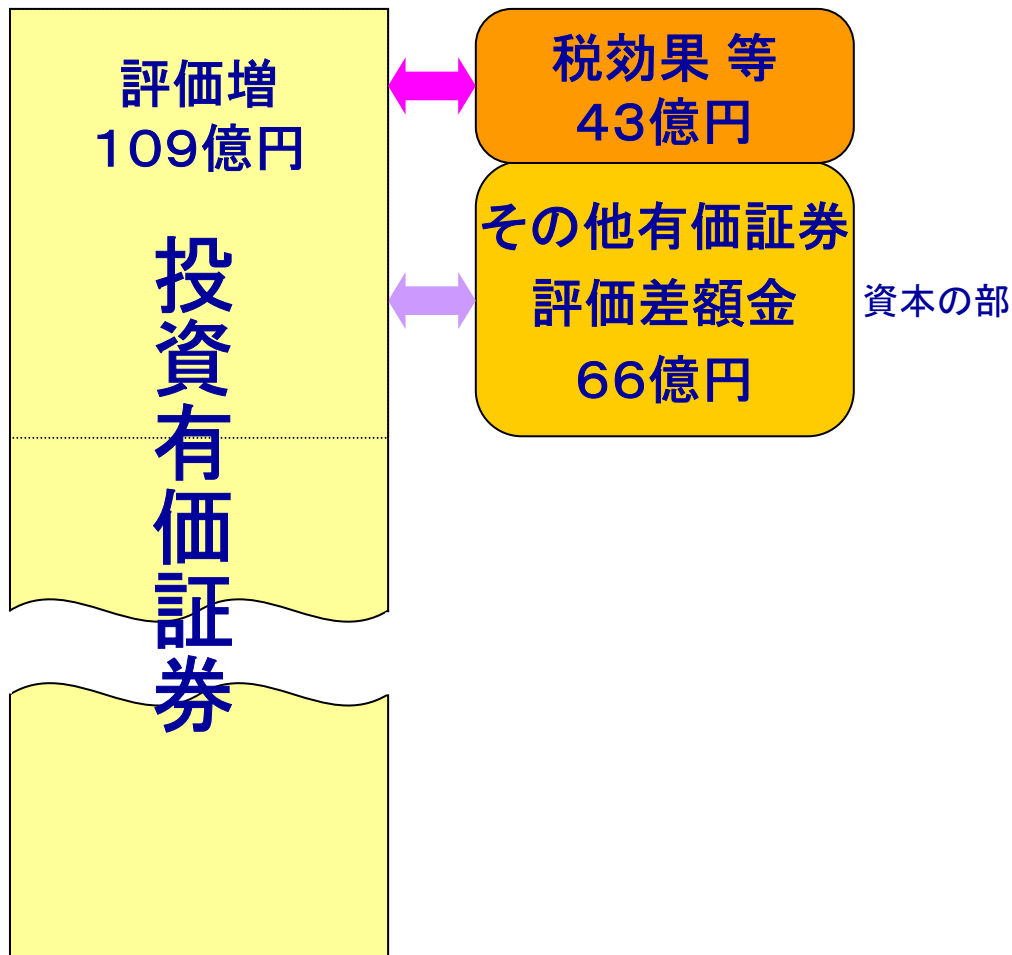 評価増
109億円
投資有価証券
税効果 等
43億円
その他有価証券
評価差額金
66億円
資本の部